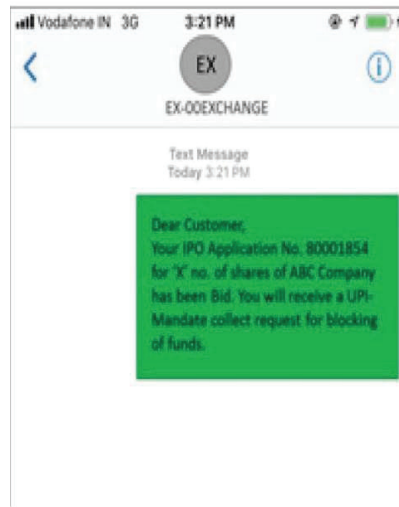 Vodafone IN 3G 3:21 PM
EX
EX-00EXCHANGE
Text Message
Today 3:21 PM
Dear Customer,
Your IPO Application No. 80001854
for 'X' no. of shares of ABC Company
has been Bid. You will receive a UPI-
Mandate collect request for blocking
of funds.